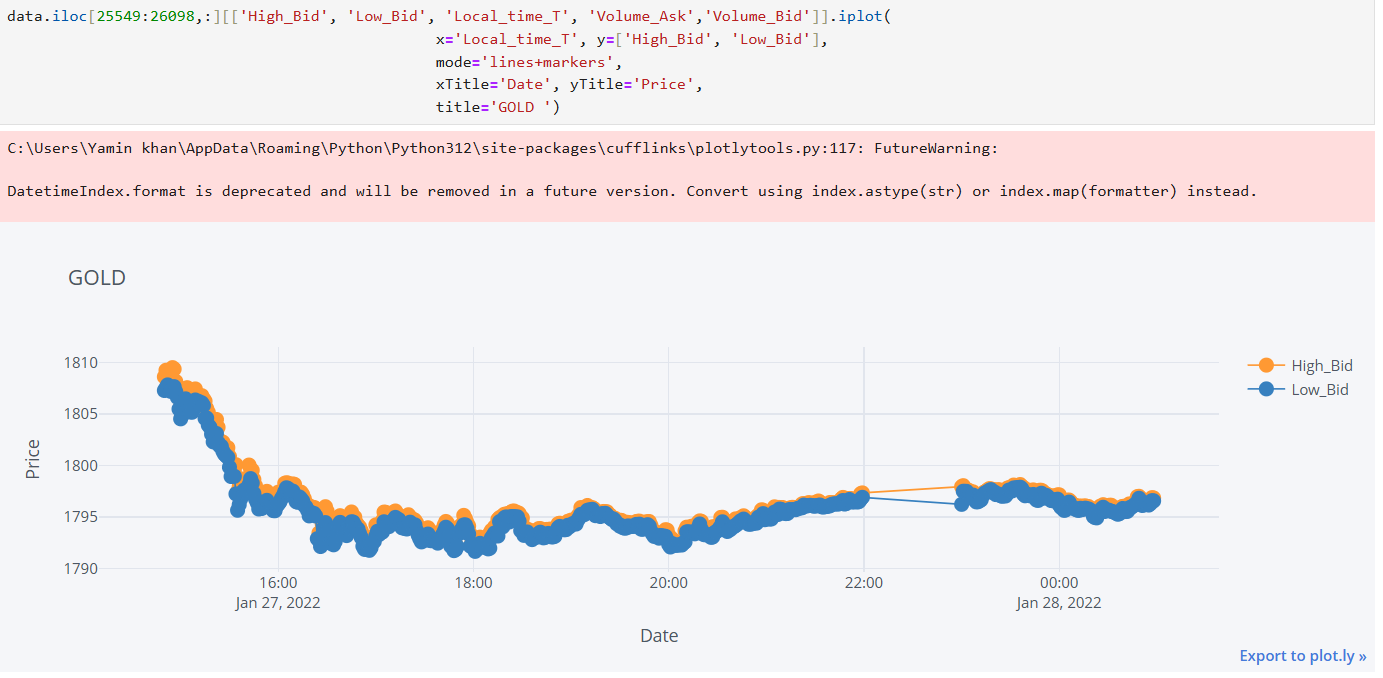 data.iloc[25549:26098,:][['High_Bid', 'Low_Bid', 'Local_time_T', 'Volume_Ask','Volume_Bid']].iplot(
x='Local_time_T', y=['High_Bid', 'Low_Bid'],
mode='lines+markers',
xTitle='Date', yTitle='Price',
title='GOLD ')
C:\Users\Yamin khan\AppData\Roaming\Python\Python312\site-packages\cufflinks\plotlytools.py:117: FutureWarning:
DatetimeIndex.format is deprecated and will be removed in a future version. Convert using index.astype(str) or index.map(formatter) instead.
GOLD
High_Bid
Low_Bid
1810
1805
1800
1795
1790
Price
16:00
Jan 27, 2022
18:00
20:00
22:00
00:00
Jan 28, 2022
Date
Export to plot.ly »